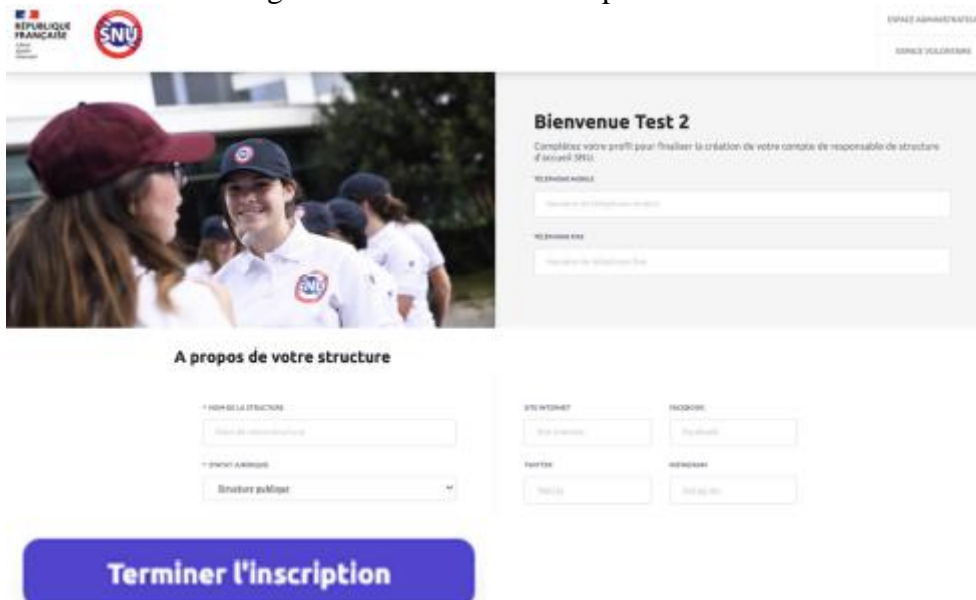 RÉPUBLIQUE
FRANÇAISE
SNU
ESPACE ADMINISTRATEUR
ESPACE VOLONTAIRE
Bienvenue Test 2
Complétez votre profil pour finaliser la création de votre compte de responsable de structure
d'accueil SNU.
TÉLÉPHONE MOBILE
TÉLÉPHONE FIXE
SNU
A propos de votre structure
* NOM DE LA STRUCTURE
SITE INTERNET
FACEBOOK
* STATUT JURIDIQUE
TWITTER
INSTAGRAM
Structure publique
Terminer l'inscription